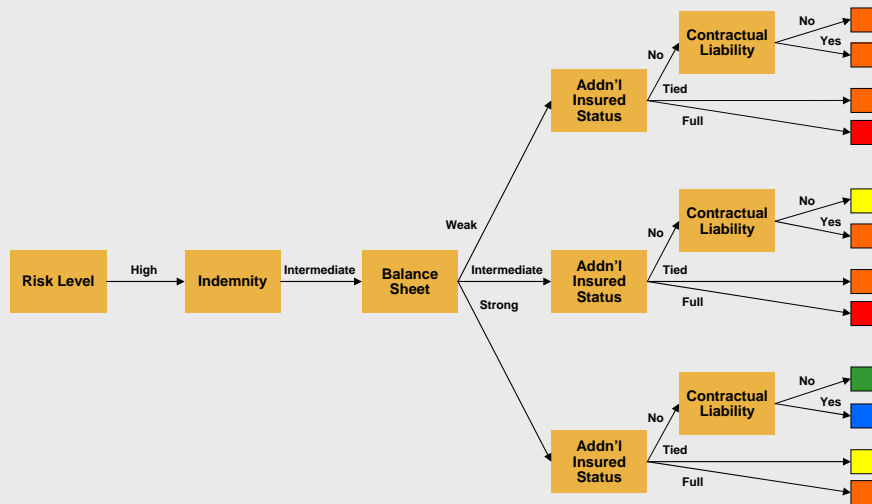 No
Contractual
Liability
Yes
No
Addn'l
Insured
Status
Tied
Full
Weak
No
Contractual
Liability
Yes
No
Risk Level
High
Indemnity
Intermediate
Balance
Sheet
Intermediate
Addn'l
Insured
Status
Tied
Full
Strong
No
Contractual
Liability
Yes
No
Addn'l
Insured
Status
Tied
Full